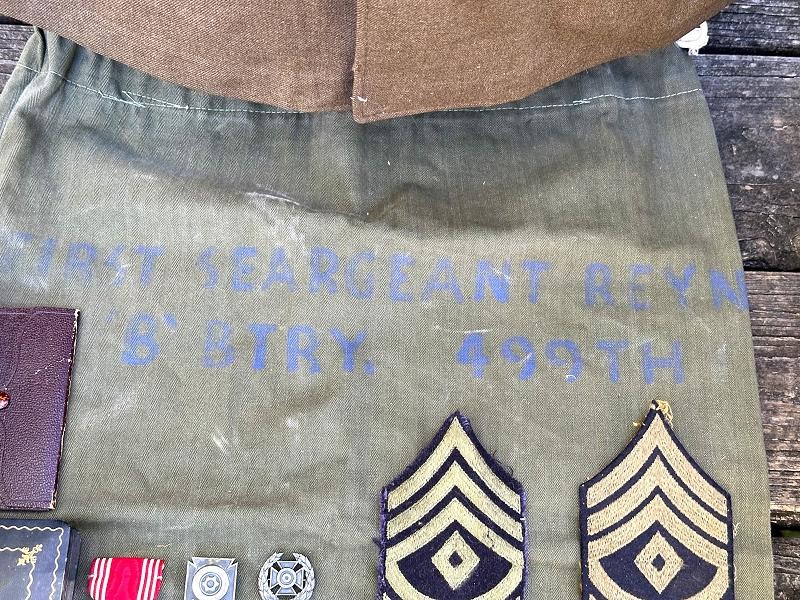 FIRST SEARGEANT REYN
'B' BTRY. 499TH